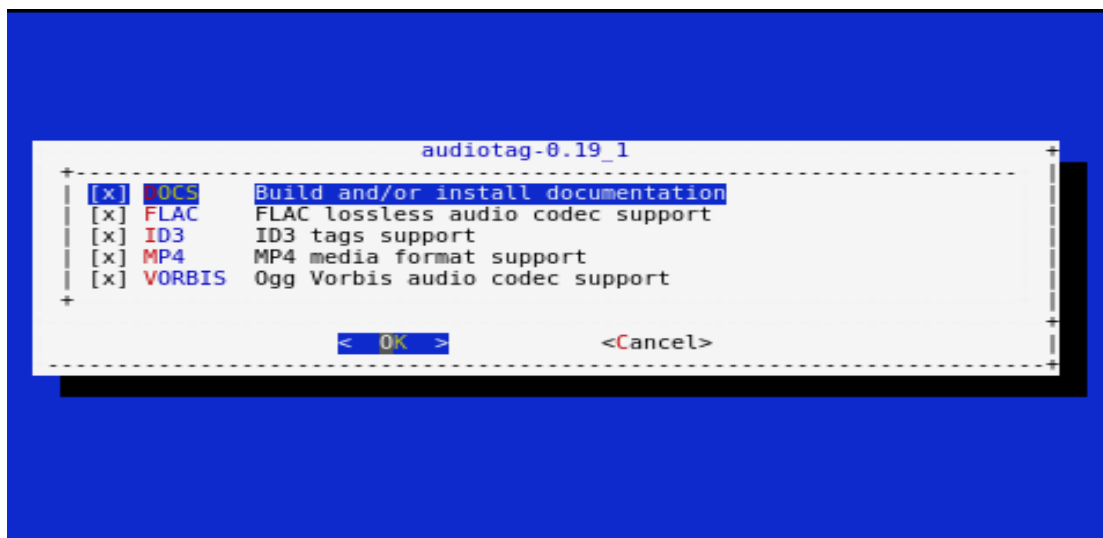 audiotag-0.19_1
[x] DOCS Build and/or install documentation
[x] FLAC FLAC lossless audio codec support
[x] ID3 ID3 tags support
[x] MP4 MP4 media format support
[x] VORBIS Ogg Vorbis audio codec support
< OK > <Cancel>